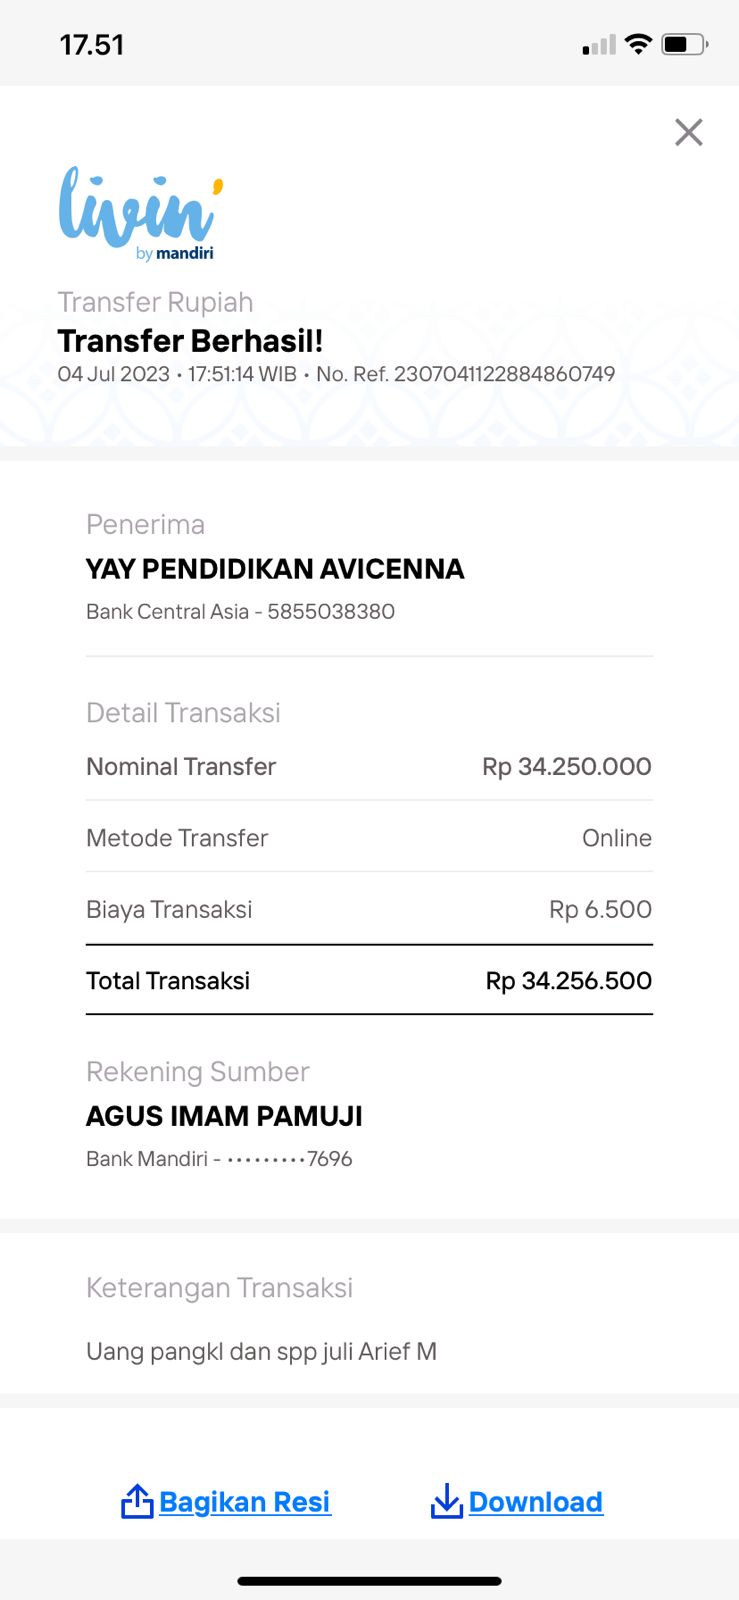 17.51
livin'
by mandiri
Transfer Rupiah
Transfer Berhasil!
04 Jul 2023 • 17:51:14 WIB • No. Ref. 2307041122884860749
Penerima
YAY PENDIDIKAN AVICENNA
Bank Central Asia - 5855038380
Detail Transaksi
Nominal Transfer Rp 34.250.000
Metode Transfer Online
Biaya Transaksi Rp 6.500
Total Transaksi Rp 34.256.500
Rekening Sumber
AGUS IMAM PAMUJI
Bank Mandiri - •••••••••7696
Keterangan Transaksi
Uang pangkl dan spp juli Arief M
Bagikan Resi Download